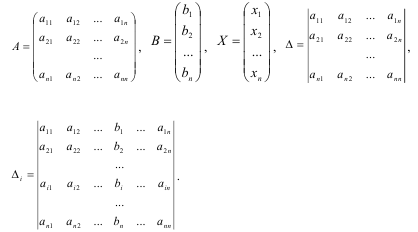 A = ( a₁₁ a₁₂ ... a₁ₙ ; a₂₁ a₂₂ ... a₂ₙ ; ... ; aₙ₁ aₙ₂ ... aₙₙ ), B = ( b₁ ; b₂ ; ... ; bₙ ), X = ( x₁ ; x₂ ; ... ; xₙ ), Δ = | a₁₁ a₁₂ ... a₁ₙ ; a₂₁ a₂₂ ... a₂ₙ ; ... ; aₙ₁ aₙ₂ ... aₙₙ |,
Δᵢ = | a₁₁ a₁₂ ... b₁ ... a₁ₙ ; a₂₁ a₂₂ ... b₂ ... a₂ₙ ; ... ; aᵢ₁ aᵢ₂ ... bᵢ ... aᵢₙ ; ... ; aₙ₁ aₙ₂ ... bₙ ... aₙₙ |.